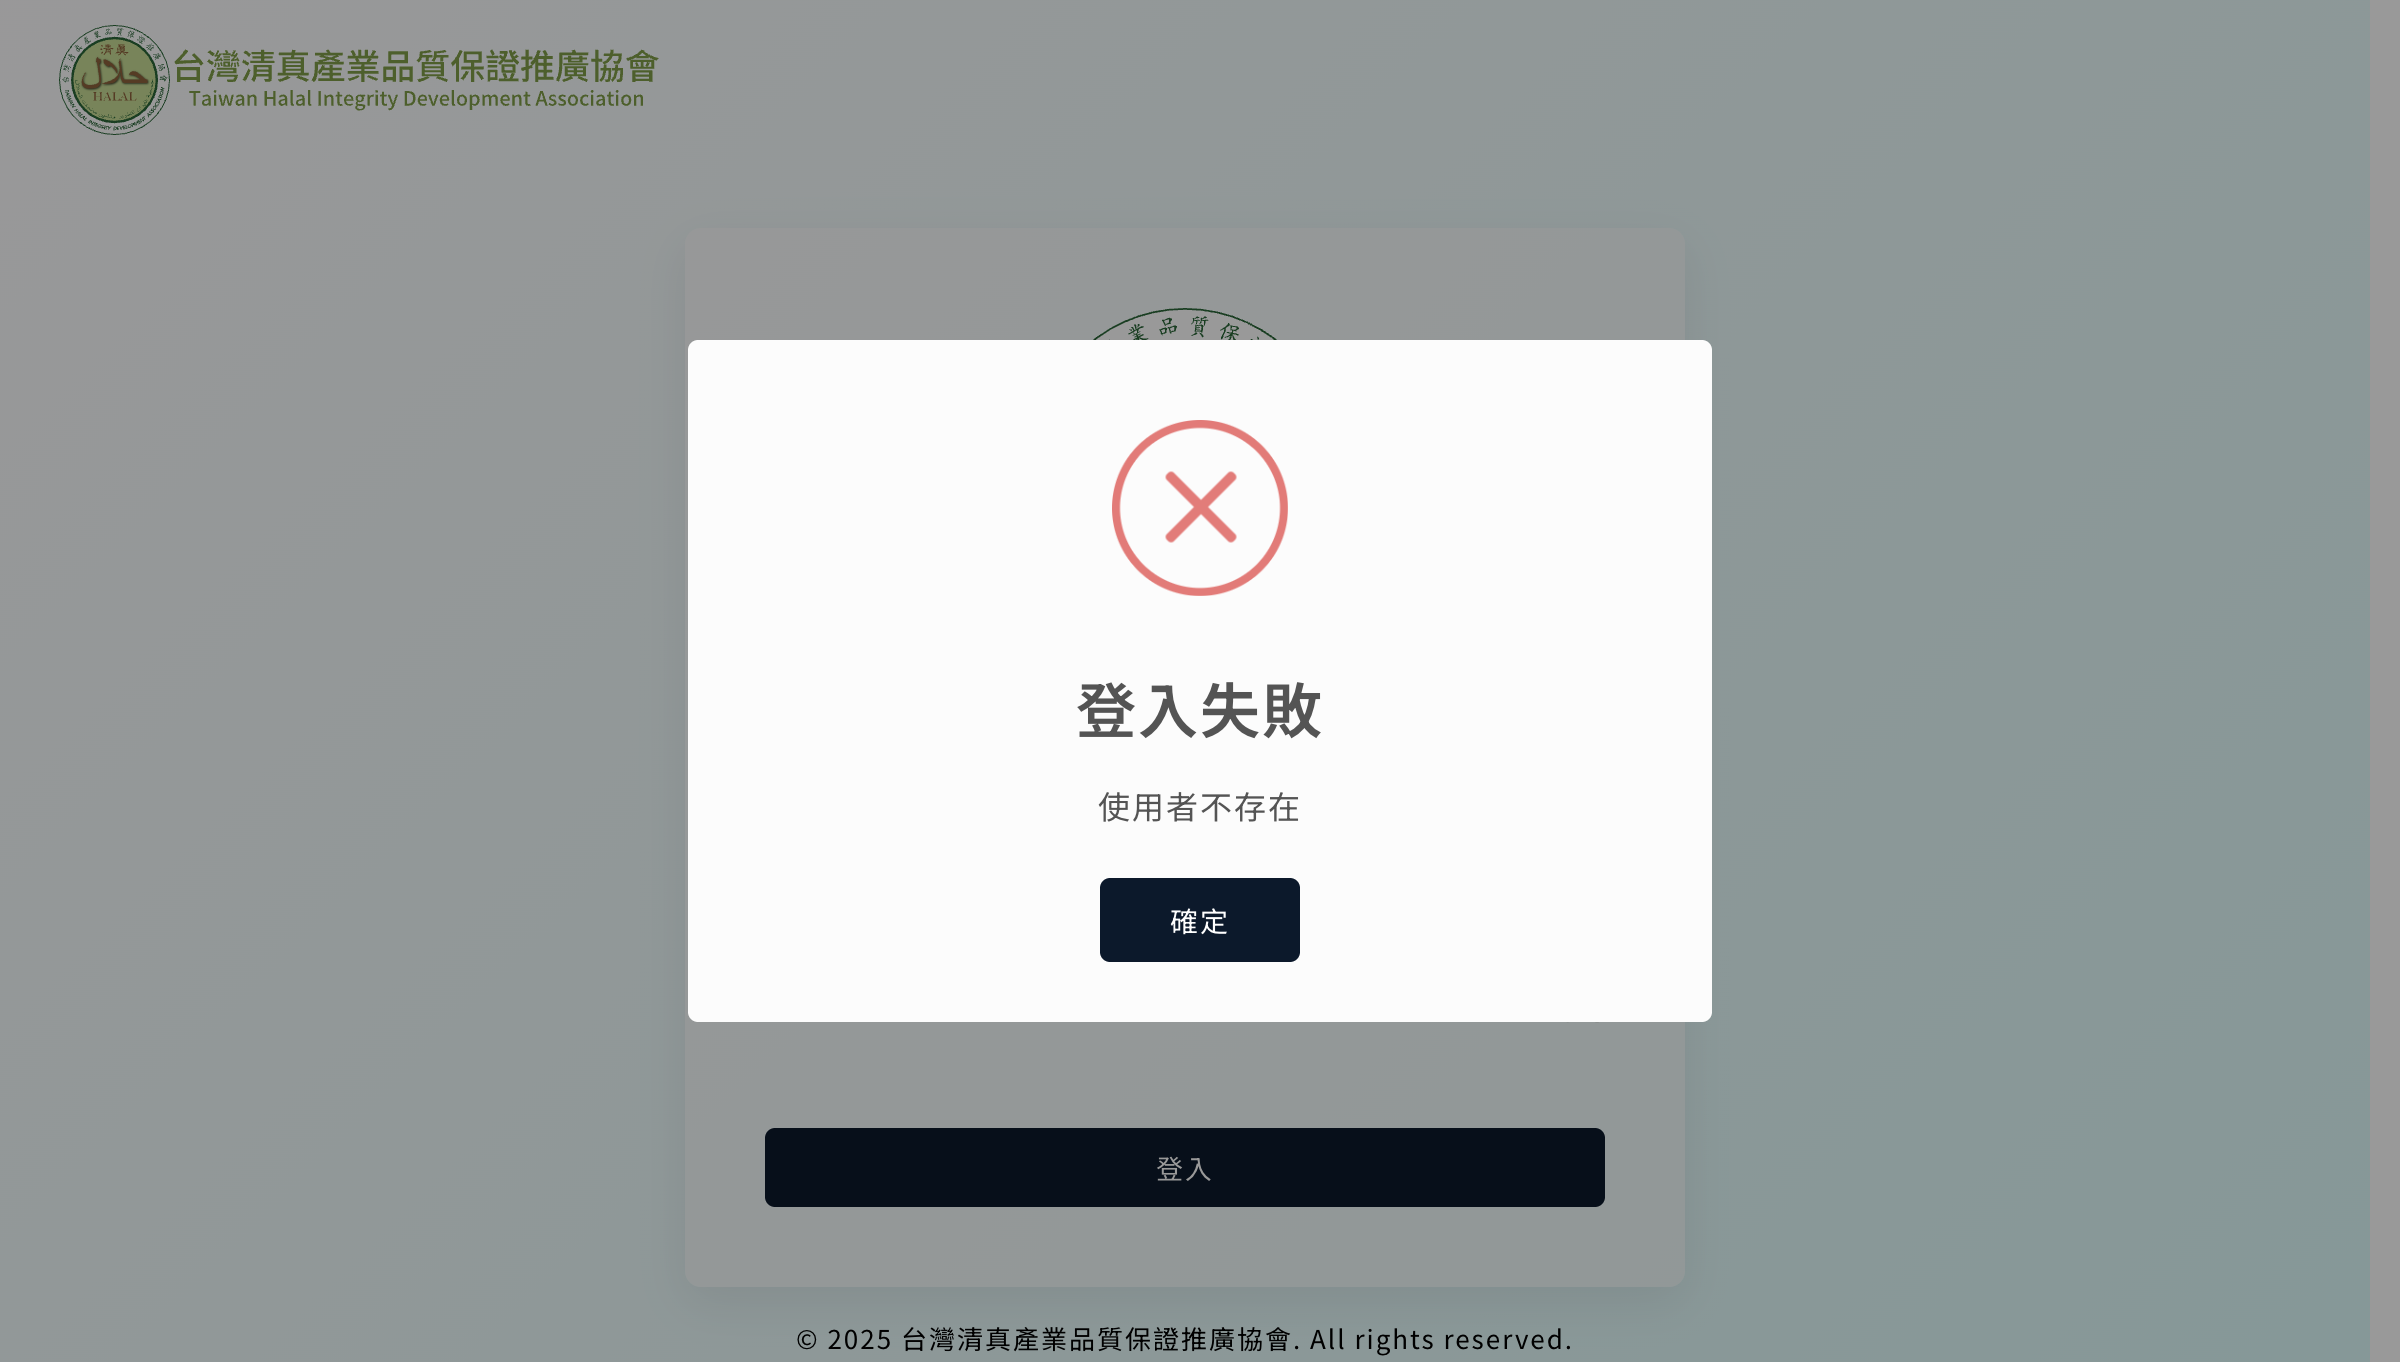 清真
حلال
HALAL
台灣清真產業品質保證推廣協會
Taiwan Halal Integrity Development Association
業品質保
登入失敗
使用者不存在
確定
登入
© 2025 台灣清真產業品質保證推廣協會. All rights reserved.